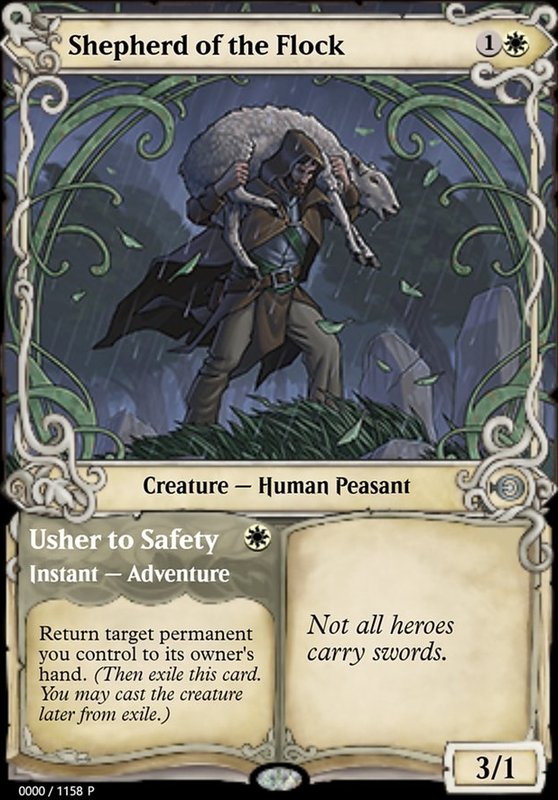 Shepherd of the Flock
1
Creature — Human Peasant
Usher to Safety
Instant — Adventure
Return target permanent
you control to its owner's
hand. (Then exile this card.
You may cast the creature
later from exile.)
Not all heroes
carry swords.
3/1
0000 / 1158 P